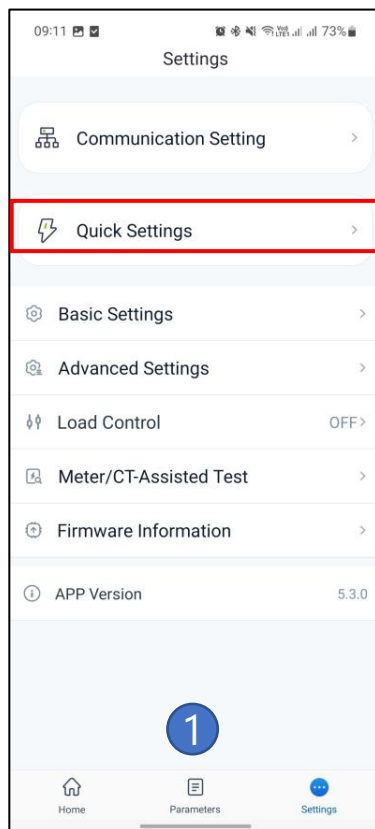 09:11 73%
Settings
Communication Setting
Quick Settings
Basic Settings
Advanced Settings
Load Control OFF
Meter/CT-Assisted Test
Firmware Information
APP Version 5.3.0
1
Home Parameters Settings